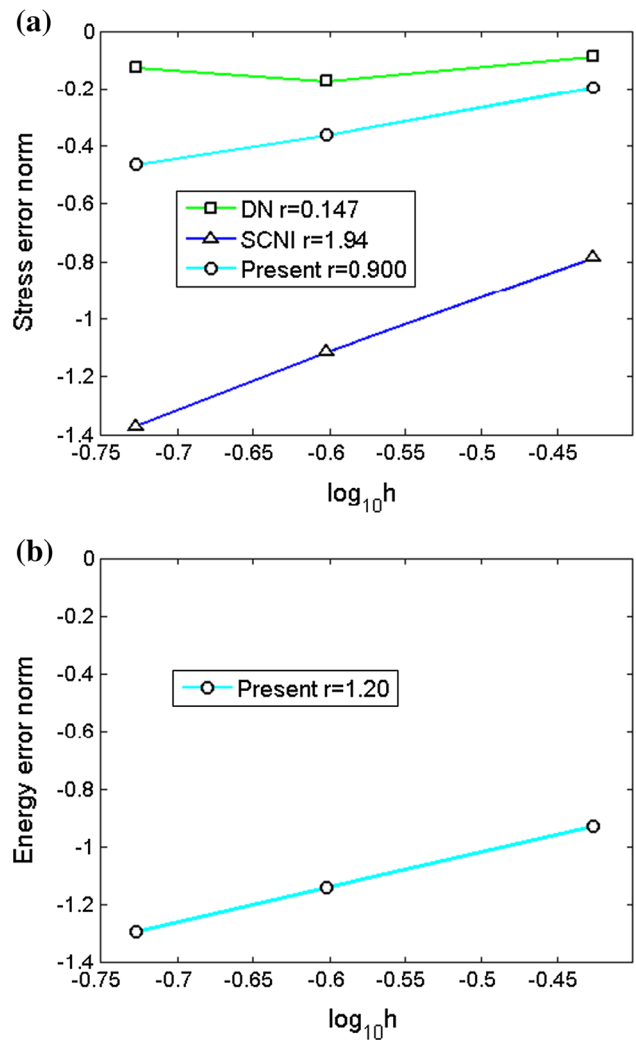 (a)
0
-0.2
-0.4
-0.6
-0.8
-1
-1.2
-1.4
Stress error norm
DN r=0.147
SCNI r=1.94
Present r=0.900
-0.75 -0.7 -0.65 -0.6 -0.55 -0.5 -0.45
log10h
(b)
0
-0.2
-0.4
-0.6
-0.8
-1
-1.2
-1.4
Energy error norm
Present r=1.20
-0.75 -0.7 -0.65 -0.6 -0.55 -0.5 -0.45
log10h